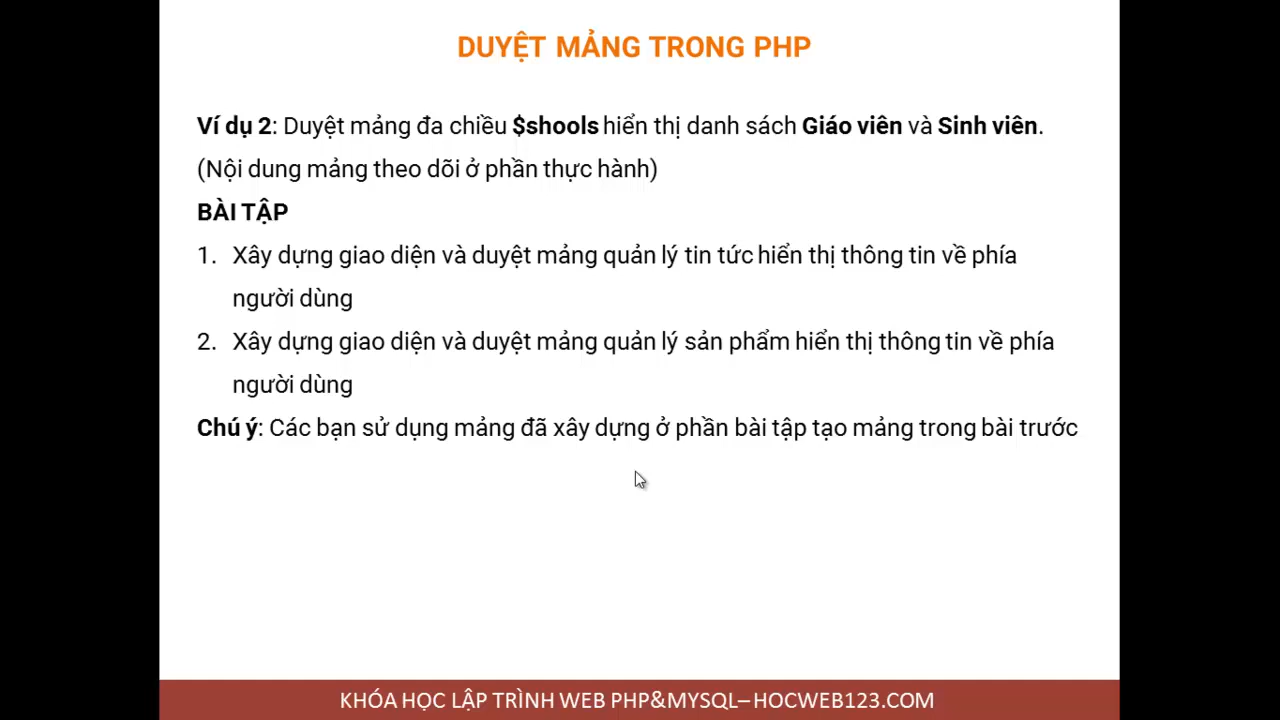 DUYỆT MẢNG TRONG PHP
Ví dụ 2: Duyệt mảng đa chiều $shools hiển thị danh sách Giáo viên và Sinh viên.
(Nội dung mảng theo dõi ở phần thực hành)
BÀI TẬP
1. Xây dựng giao diện và duyệt mảng quản lý tin tức hiển thị thông tin về phía
người dùng
2. Xây dựng giao diện và duyệt mảng quản lý sản phẩm hiển thị thông tin về phía
người dùng
Chú ý: Các bạn sử dụng mảng đã xây dựng ở phần bài tập tạo mảng trong bài trước
KHÓA HỌC LẬP TRÌNH WEB PHP&MYSQL–HOCWEB123.COM